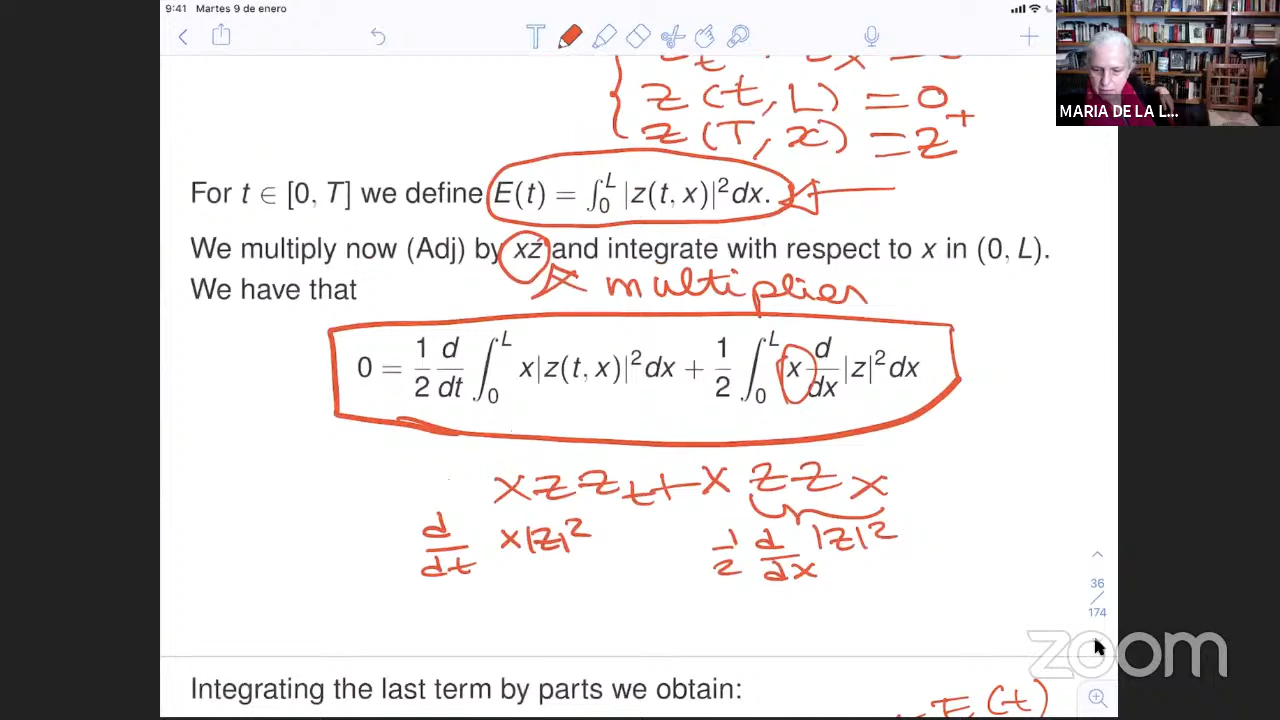 9:41 Martes 9 de enero
z (t, L) = 0
z (T, x) = z⁺
For t ∈ [0, T] we define E(t) = ∫₀ᴸ |z(t, x)|² dx.
We multiply now (Adj) by xz and integrate with respect to x in (0, L).
We have that
multiplier
0 = 1/2 d/dt ∫₀ᴸ x|z(t, x)|² dx + 1/2 ∫₀ᴸ x d/dx |z|² dx
x z z_t + x z z_x
d/dt x|z|² 1/2 d/dx |z|²
36
/
174
Integrating the last term by parts we obtain:
E(t)
MARIA DE LA L...
zoom